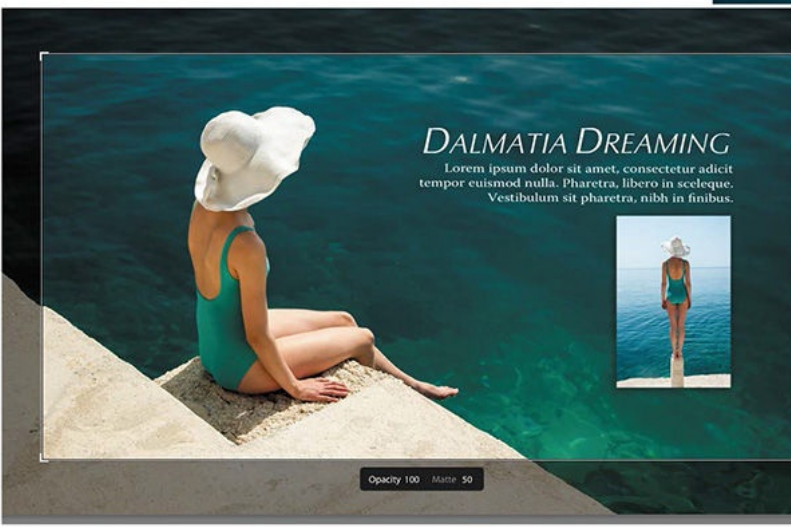 DALMATIA DREAMING
Lorem ipsum dolor sit amet, consectetur adicit
tempor euismod nulla. Pharetra, libero in sceleque.
Vestibulum sit pharetra, nibh in finibus.
Opacity 100 Matte 50